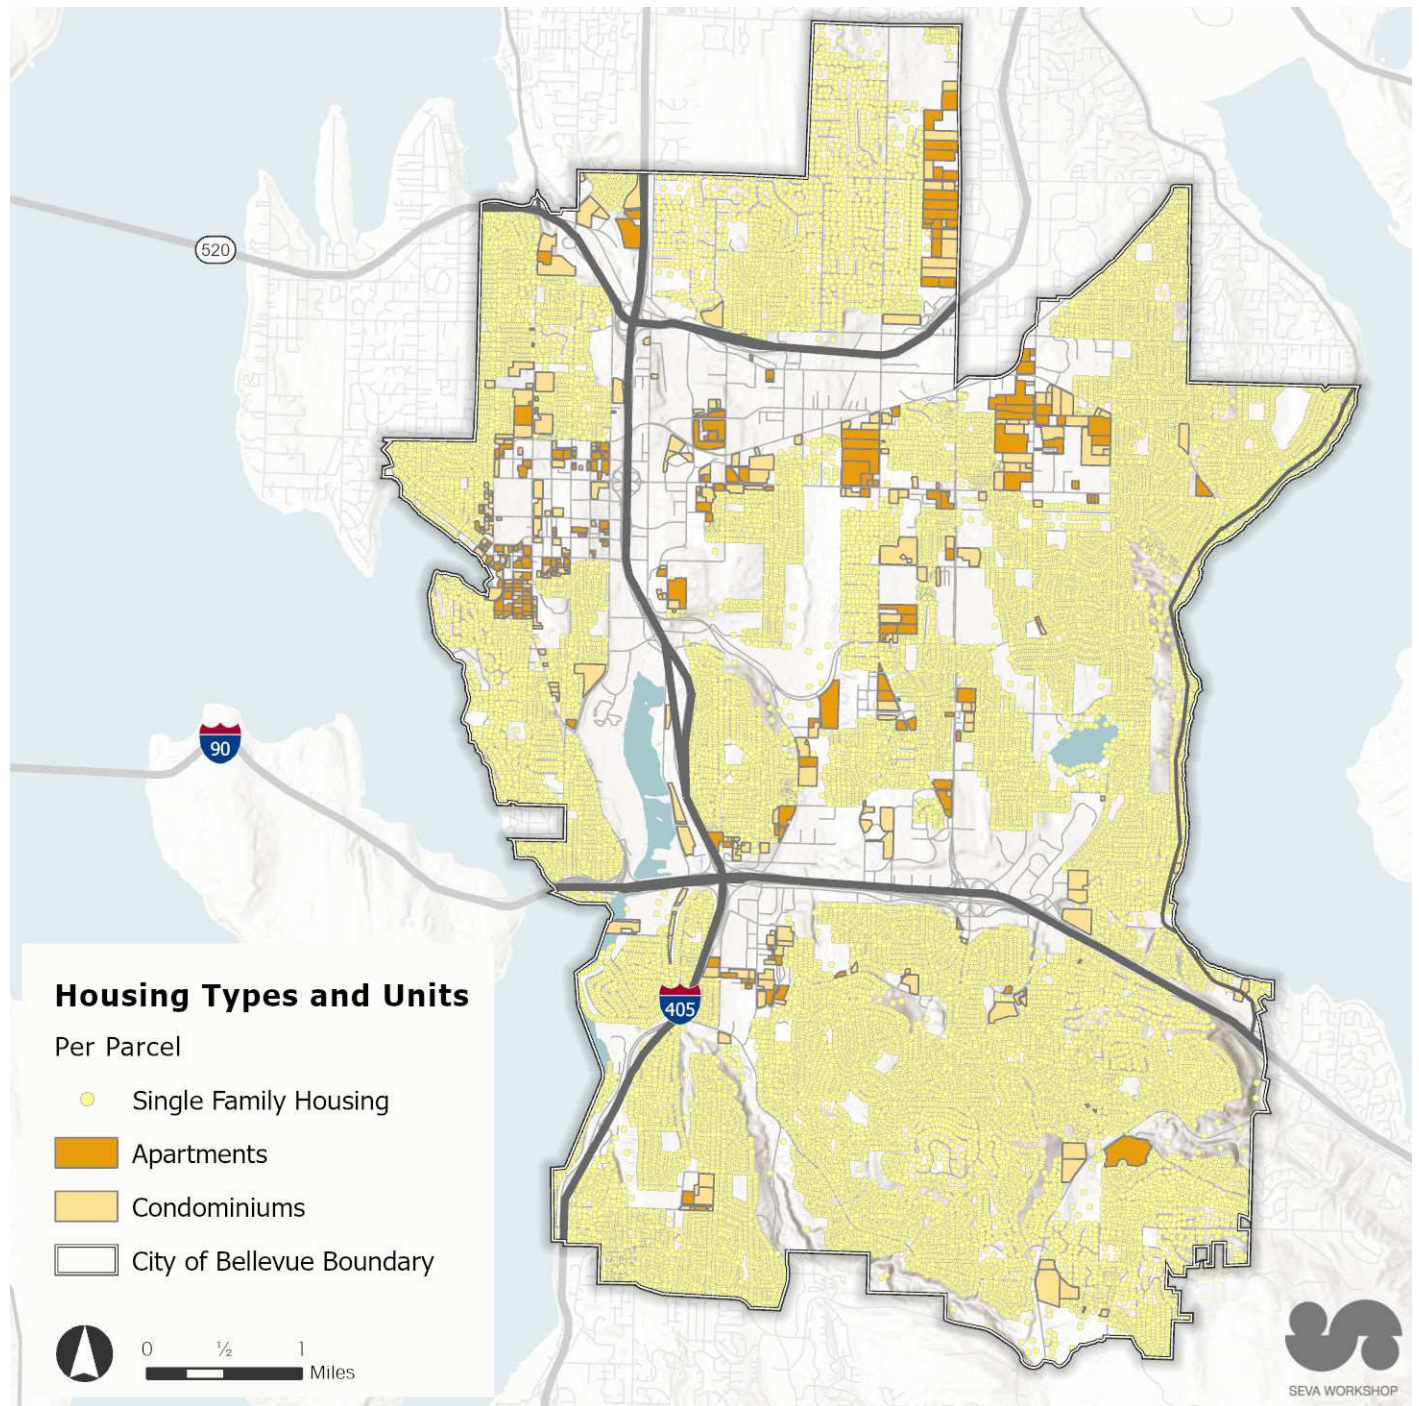 520
90
405
Housing Types and Units
Per Parcel
Single Family Housing
Apartments
Condominiums
City of Bellevue Boundary
0 ½ 1
Miles
SEVA WORKSHOP